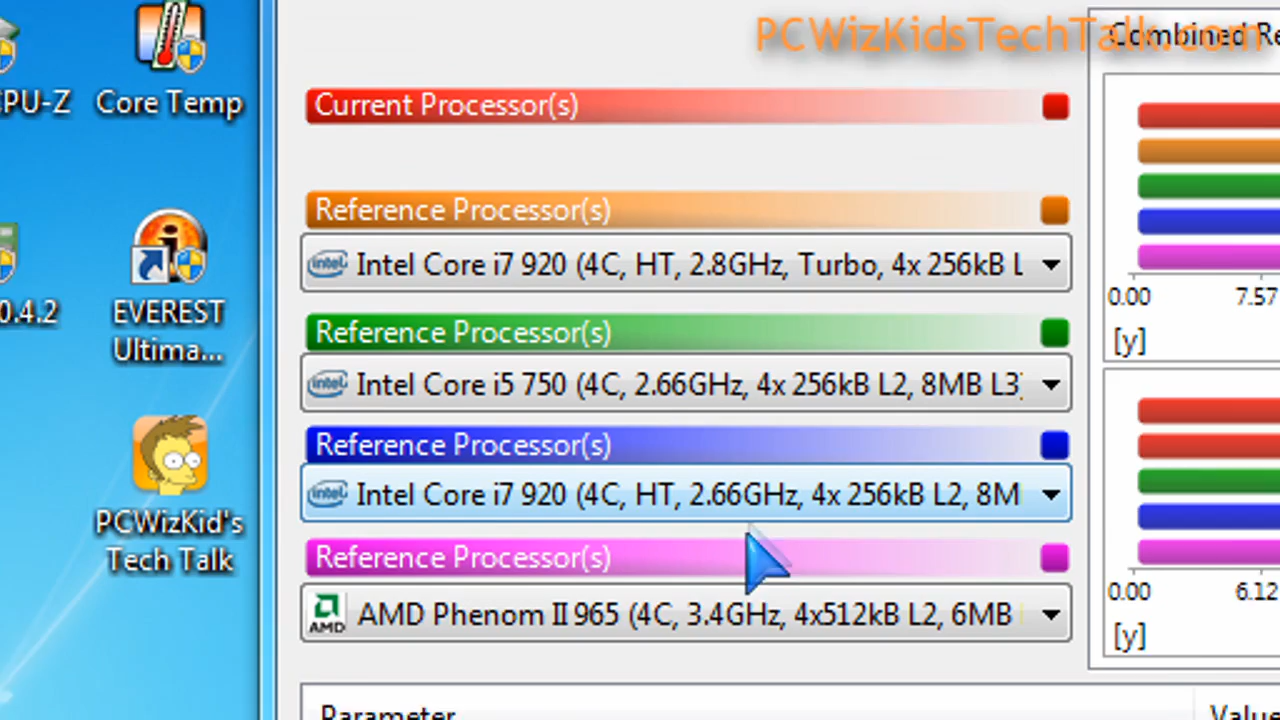 PCWizKidsTechTalk.com
Combined Re
CPU-Z
Core Temp
Current Processor(s)
Reference Processor(s)
intel Intel Core i7 920 (4C, HT, 2.8GHz, Turbo, 4x 256kB L
0.4.2
EVEREST
Ultima...
Reference Processor(s)
intel Intel Core i5 750 (4C, 2.66GHz, 4x 256kB L2, 8MB L3)
Reference Processor(s)
intel Intel Core i7 920 (4C, HT, 2.66GHz, 4x 256kB L2, 8M
PCWizKid's
Tech Talk
Reference Processor(s)
AMD AMD Phenom II 965 (4C, 3.4GHz, 4x512kB L2, 6MB
0.00 7.57
[y]
0.00 6.12
[y]
Parameter Value